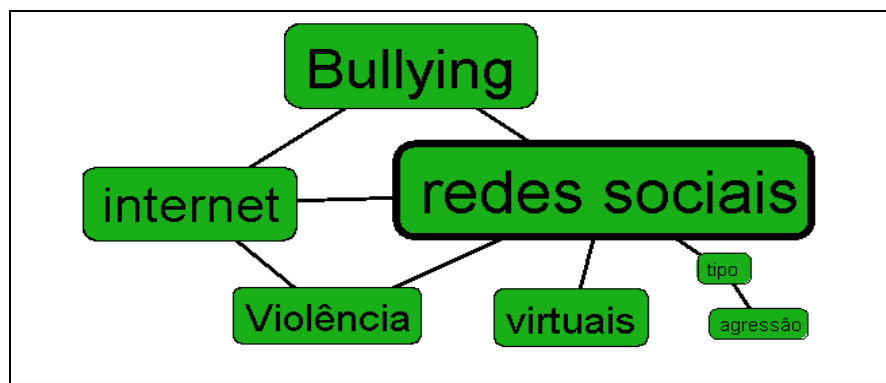 Bullying
redes sociais
internet
tipo
Violência
virtuais
agressão